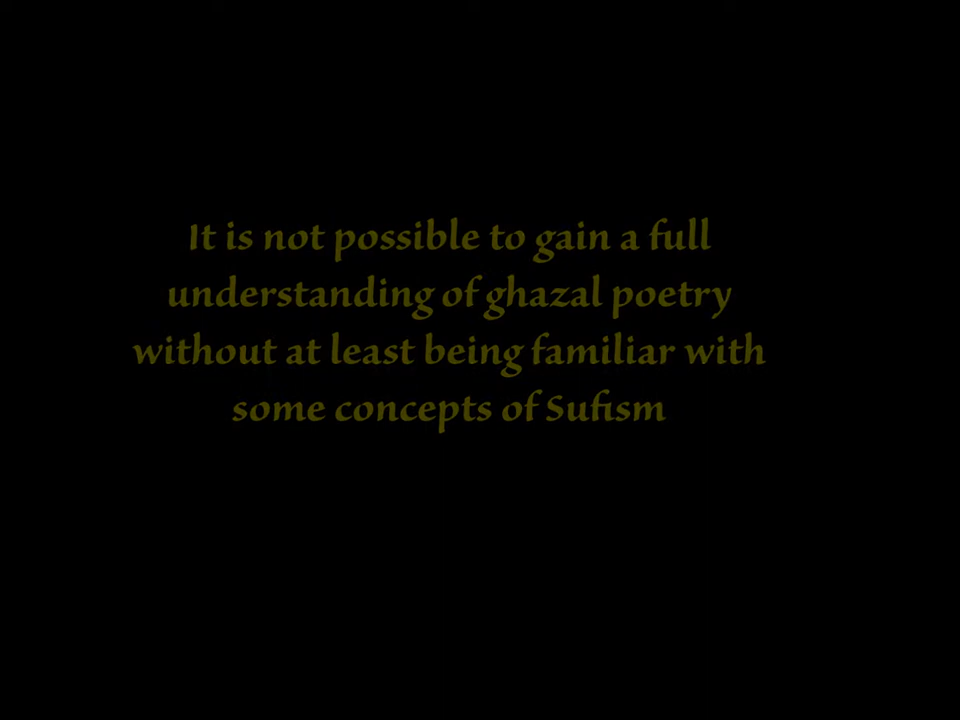 It is not possible to gain a full
understanding of ghazal poetry
without at least being familiar with
some concepts of Sufism